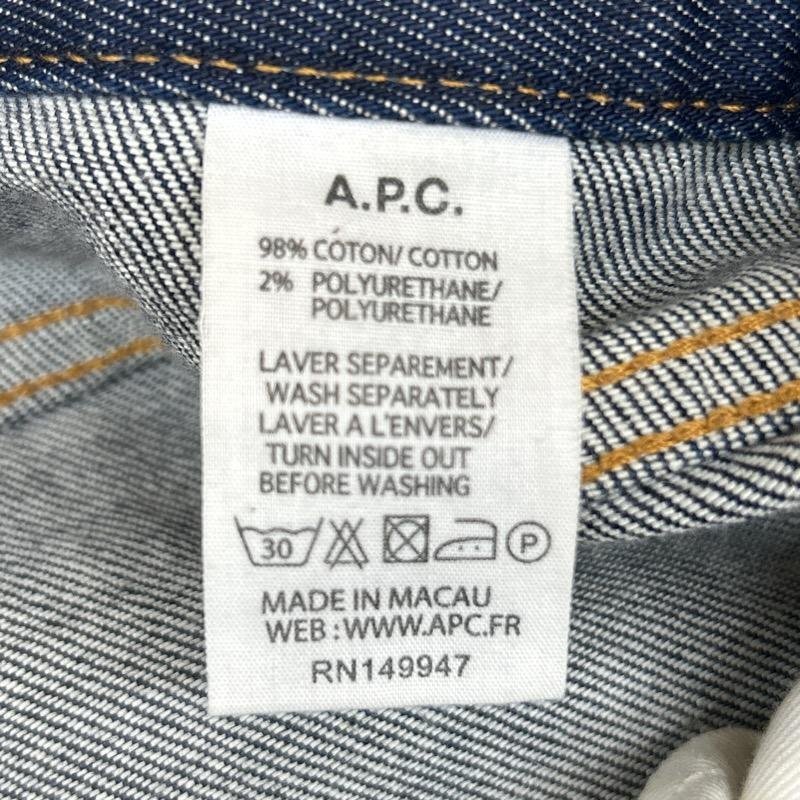 A.P.C.
98% CÓTON/ COTTON
2% POLYURETHANE/
POLYURETHANE
LAVER SEPAREMENT/
WASH SEPARATELY
LAVER A L'ENVERS/
TURN INSIDE OUT
BEFORE WASHING
30 P
MADE IN MACAU
WEB : WWW.APC.FR
RN149947